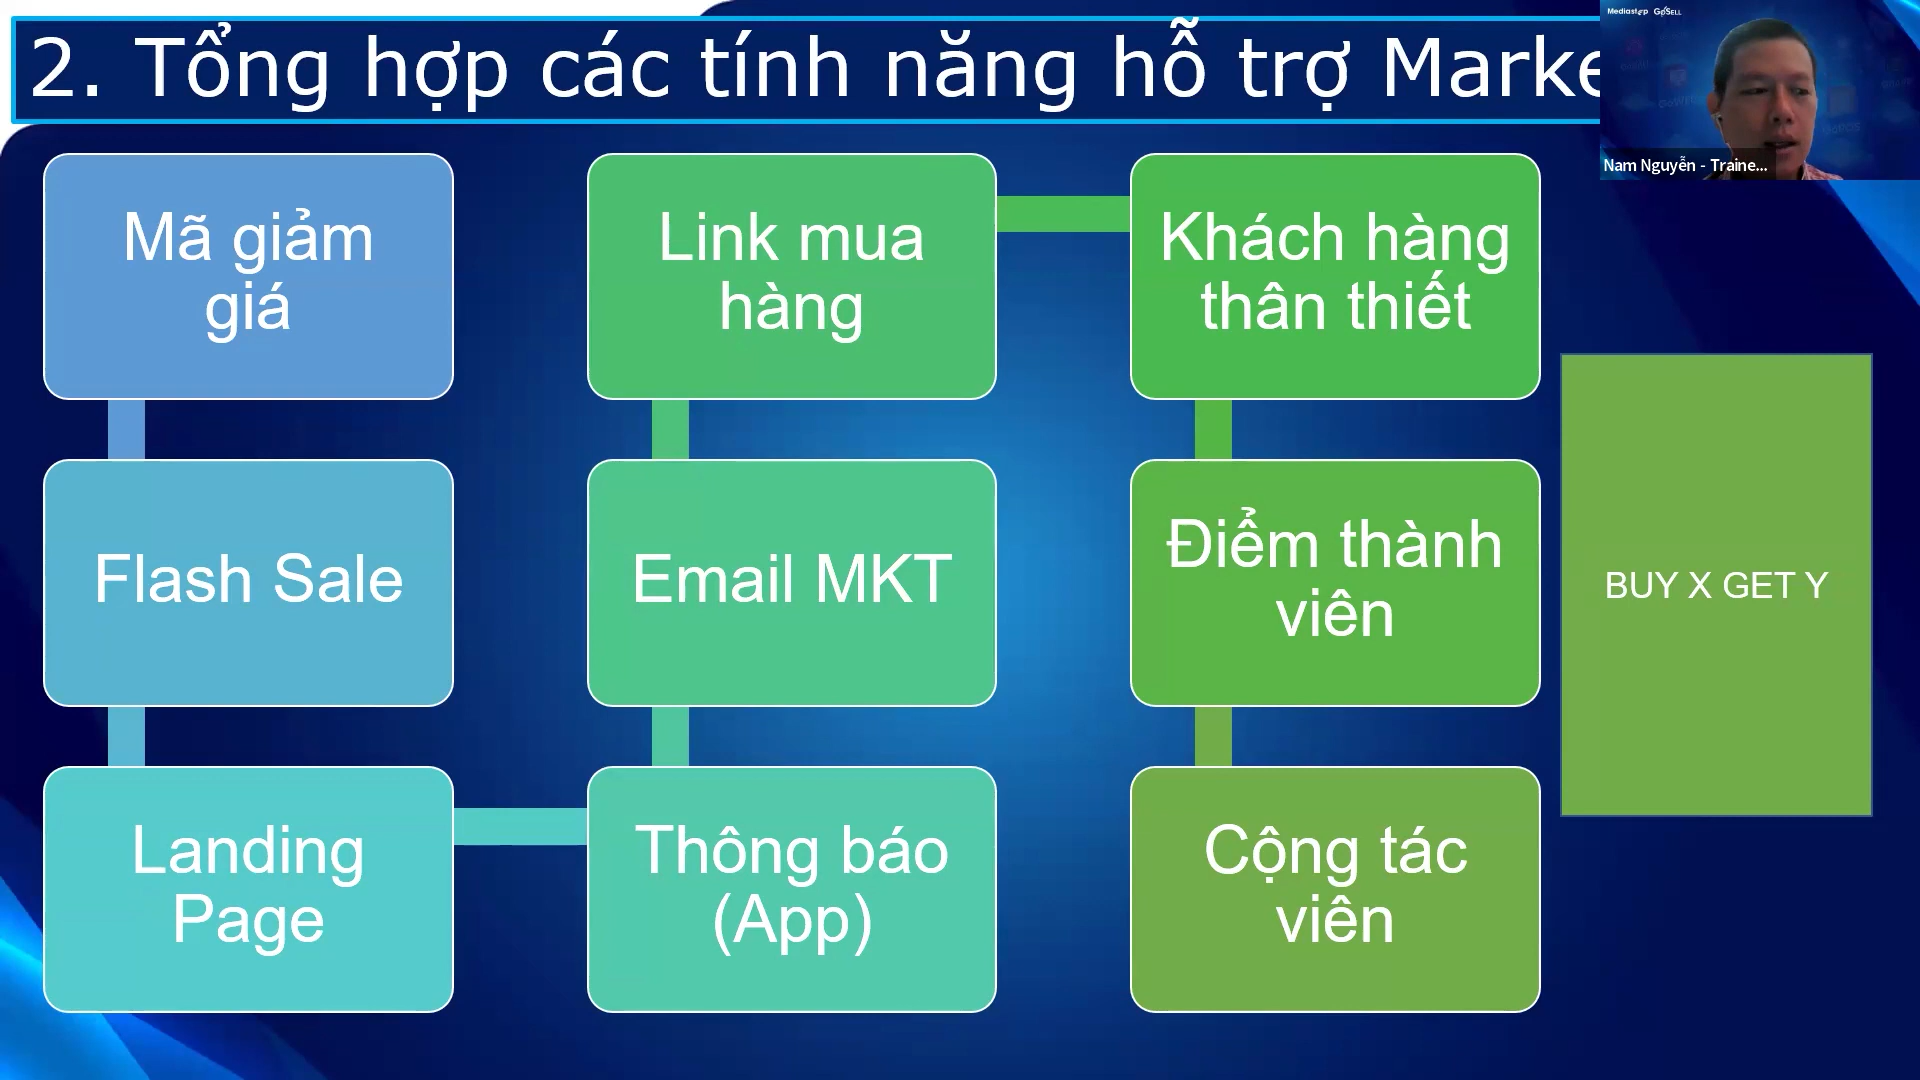 2. Tổng hợp các tính năng hỗ trợ Marke
Mediastep GoSELL
Nam Nguyễn - Traine...
Mã giảm
giá
Flash Sale
Landing
Page
Thông báo
(App)
Email MKT
Link mua
hàng
Khách hàng
thân thiết
Điểm thành
viên
Cộng tác
viên
BUY X GET Y